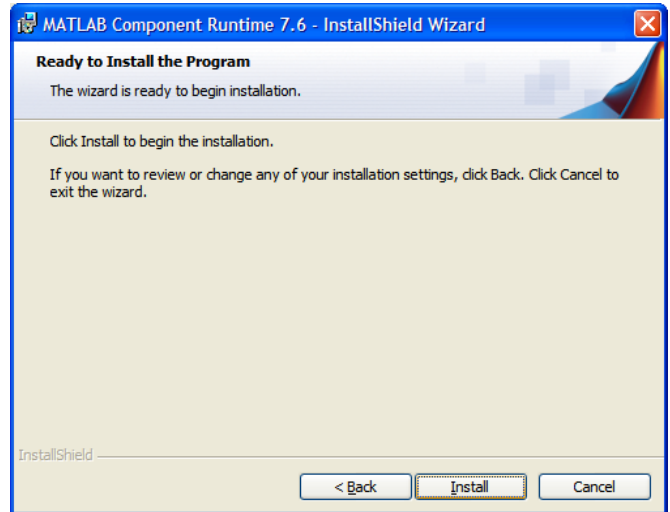 MATLAB Component Runtime 7.6 - InstallShield Wizard
Ready to Install the Program
The wizard is ready to begin installation.
Click Install to begin the installation.
If you want to review or change any of your installation settings, click Back. Click Cancel to
exit the wizard.
InstallShield
< Back Install Cancel